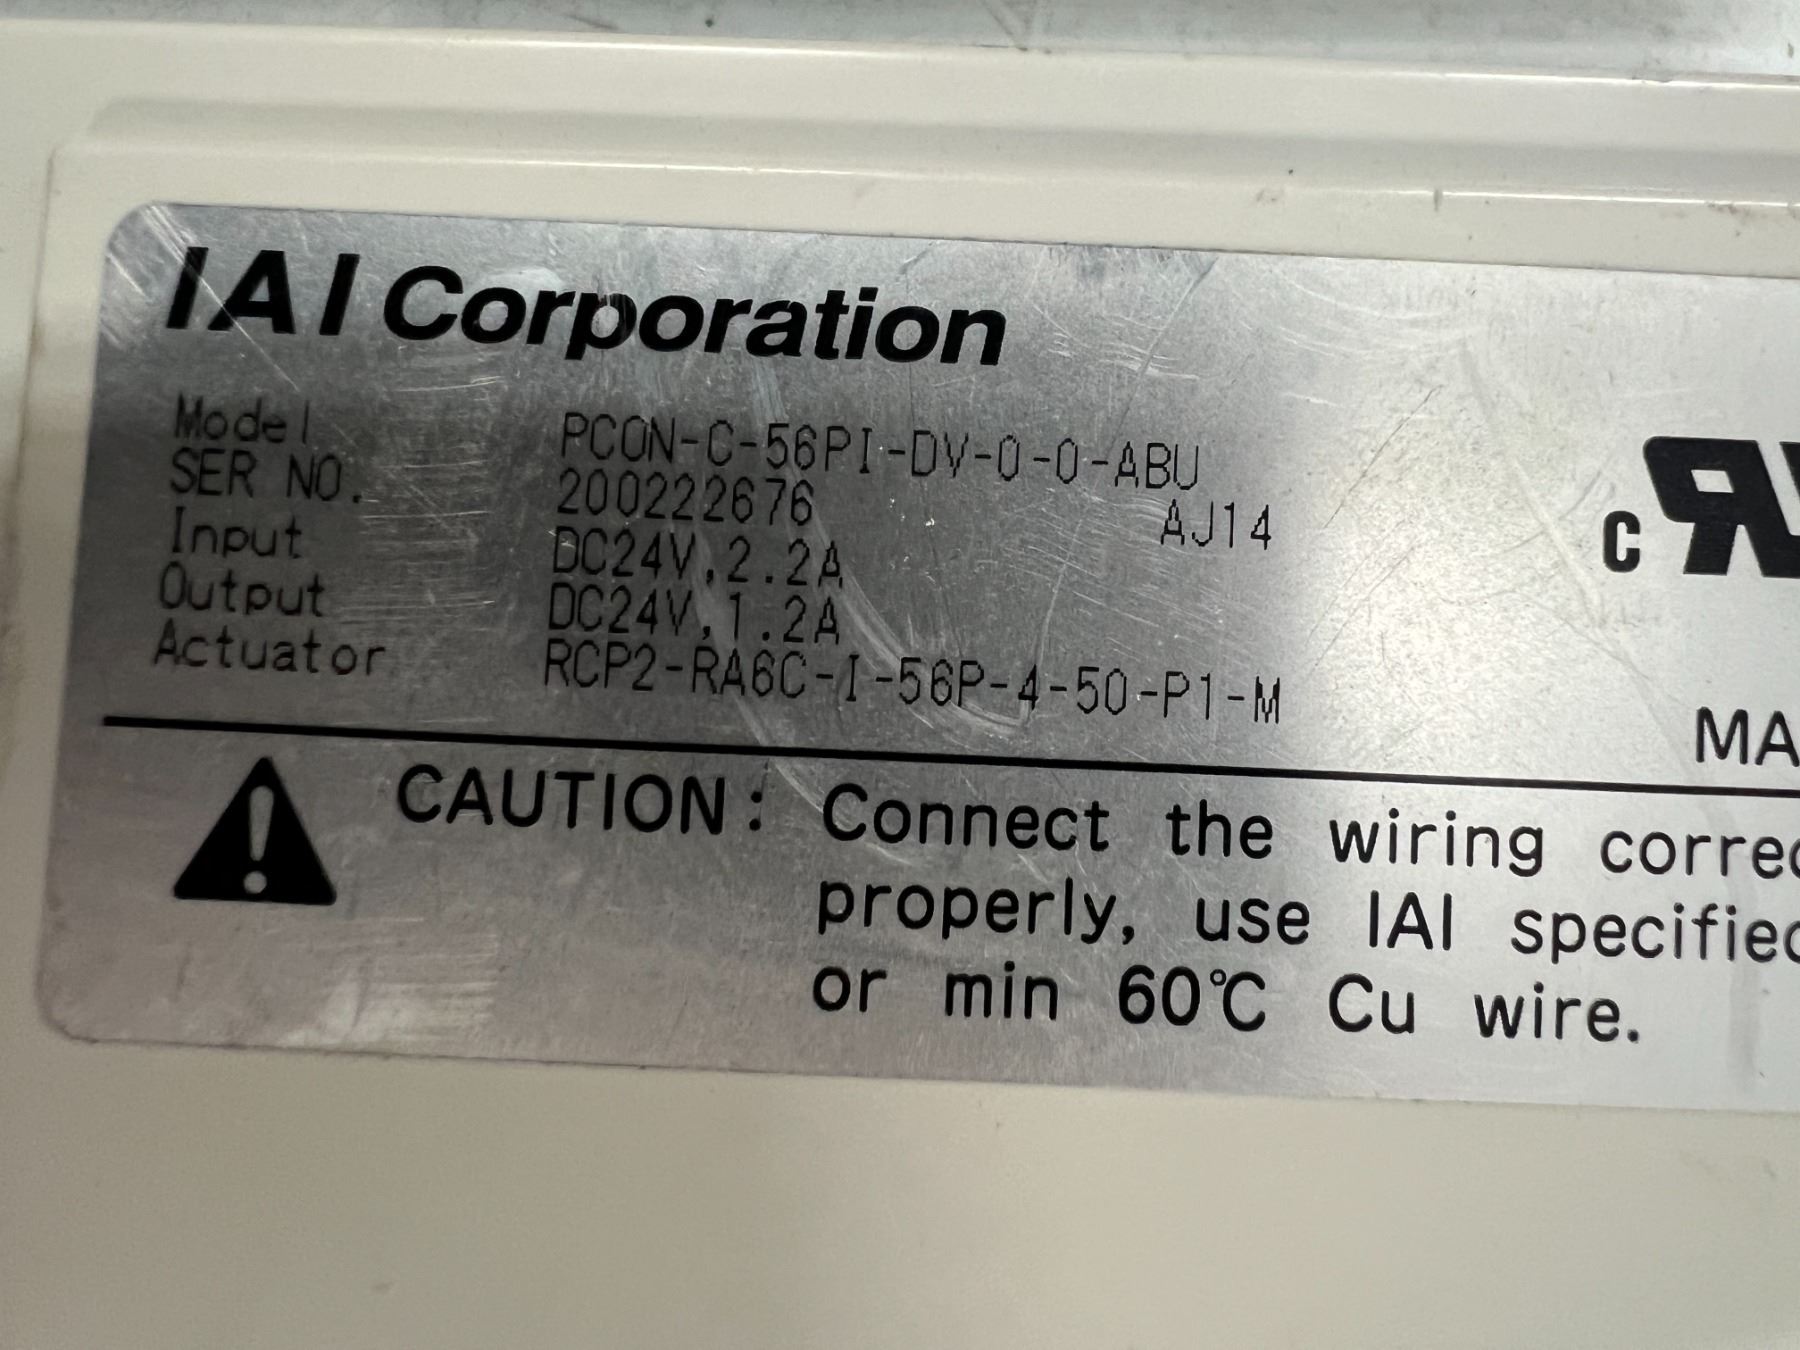 IAI Corporation
Model PCON-C-56PI-DV-0-0-ABU
SER NO. 200222676 AJ14
Input DC24V,2.2A
Output DC24V,1.2A
Actuator RCP2-RA6C-I-56P-4-50-P1-M
c
MA
CAUTION: Connect the wiring correc
properly, use IAI specified
or min 60℃ Cu wire.